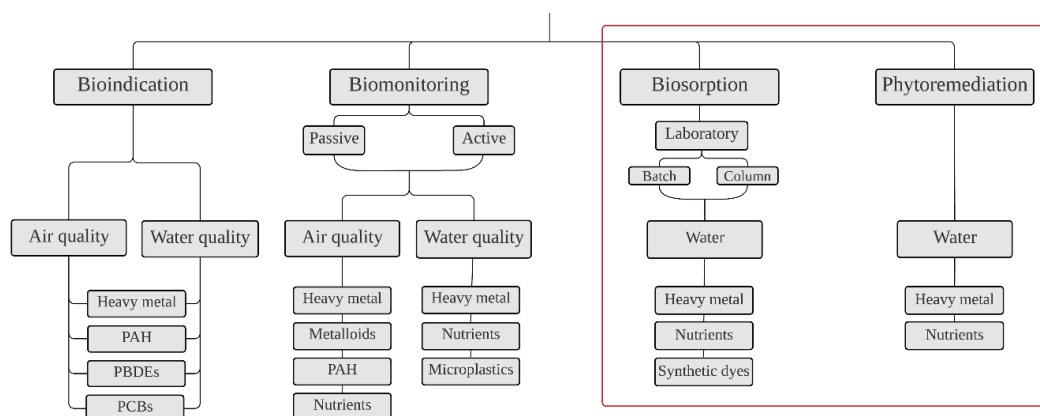 Bioindication
Biomonitoring
Biosorption
Phytoremediation
Passive
Active
Laboratory
Batch
Column
Air quality
Water quality
Air quality
Water quality
Water
Water
Heavy metal
PAH
PBDEs
PCBs
Heavy metal
Metalloids
PAH
Nutrients
Heavy metal
Nutrients
Microplastics
Heavy metal
Nutrients
Synthetic dyes
Heavy metal
Nutrients